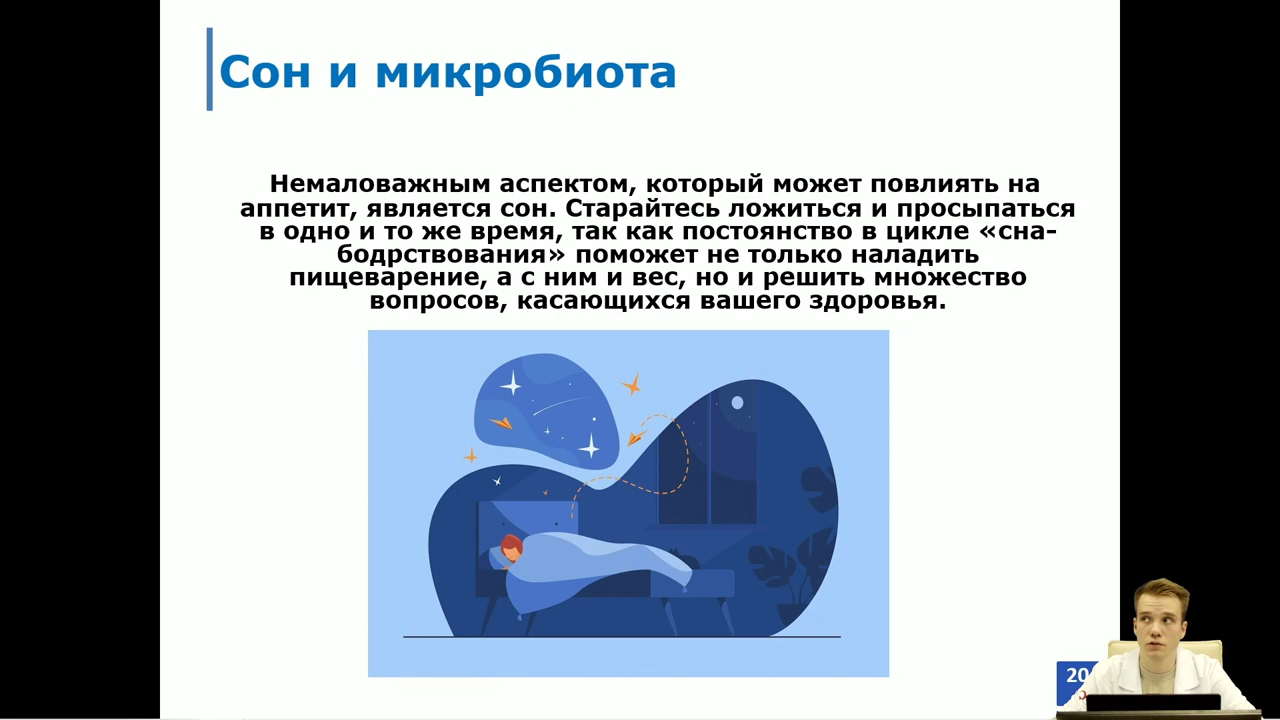 Сон и микробиота
Немаловажным аспектом, который может повлиять на
аппетит, является сон. Старайтесь ложиться и просыпаться
в одно и то же время, так как постоянство в цикле «сна-
бодрствования» поможет не только наладить
пищеварение, а с ним и вес, но и решить множество
вопросов, касающихся вашего здоровья.